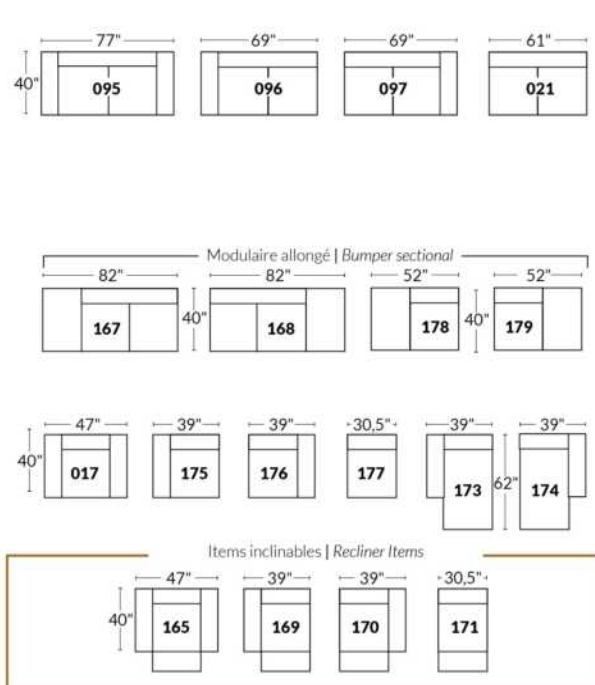 77" 69" 69" 61"
40" 095 096 097 021
Modulaire allongé | Bumper sectional
82" 82" 52" 52"
167 40" 168 178 40" 179
47" 39" 39" 30,5" 39" 39"
40" 017 175 176 177 173 62" 174
Items inclinables | Recliner Items
47" 39" 39" 30,5"
40" 165 169 170 171